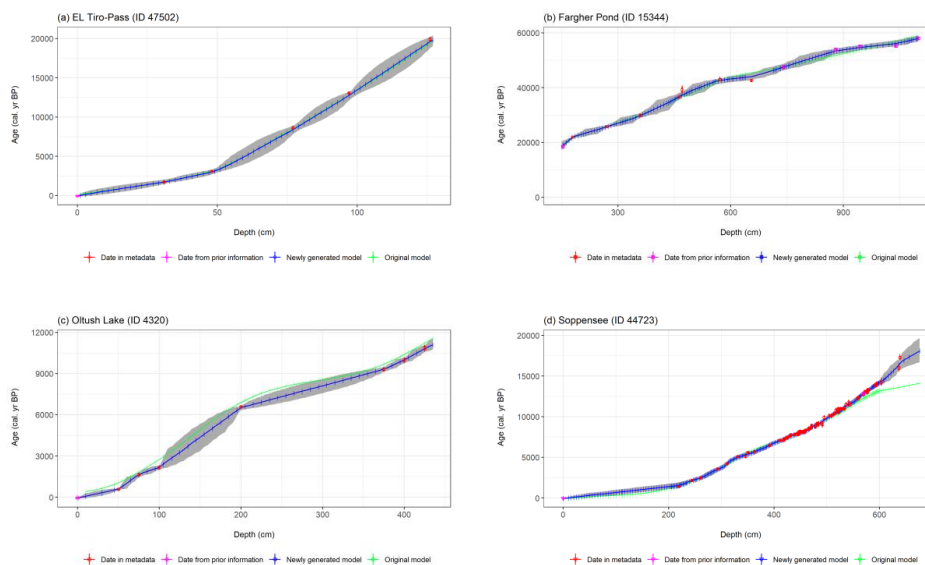 (a) EL Tiro-Pass (ID 47502)
20000
15000
10000
5000
0
Age (cal. yr BP)
0 50 100
Depth (cm)
Date in metadata Date from prior information Newly generated model Original model
(b) Fargher Pond (ID 15344)
60000
40000
20000
0
Age (cal. yr BP)
300 600 900
Depth (cm)
Date in metadata Date from prior information Newly generated model Original model
(c) Oltush Lake (ID 4320)
12000
9000
6000
3000
0
Age (cal. yr BP)
0 100 200 300 400
Depth (cm)
Date in metadata Date from prior information Newly generated model Original model
(d) Soppensee (ID 44723)
20000
15000
10000
5000
0
Age (cal. yr BP)
0 200 400 600
Depth (cm)
Date in metadata Date from prior information Newly generated model Original model